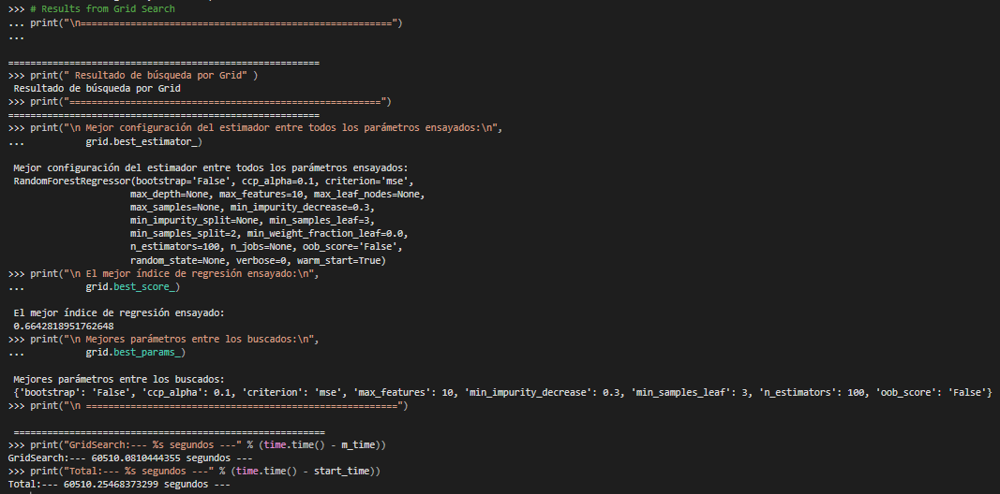 >>> # Results from Grid Search
... print("\n========================================================")
...

========================================================
>>> print(" Resultado de búsqueda por Grid" )
 Resultado de búsqueda por Grid
>>> print("========================================================")
========================================================
>>> print("\n Mejor configuración del estimador entre todos los parámetros ensayados:\n",
...           grid.best_estimator_)

 Mejor configuración del estimador entre todos los parámetros ensayados:
 RandomForestRegressor(bootstrap='False', ccp_alpha=0.1, criterion='mse',
                      max_depth=None, max_features=10, max_leaf_nodes=None,
                      max_samples=None, min_impurity_decrease=0.3,
                      min_impurity_split=None, min_samples_leaf=3,
                      min_samples_split=2, min_weight_fraction_leaf=0.0,
                      n_estimators=100, n_jobs=None, oob_score='False',
                      random_state=None, verbose=0, warm_start=True)
>>> print("\n El mejor índice de regresión ensayado:\n",
...           grid.best_score_)

 El mejor índice de regresión ensayado:
 0.6642818951762648
>>> print("\n Mejores parámetros entre los buscados:\n",
...           grid.best_params_)

 Mejores parámetros entre los buscados:
 {'bootstrap': 'False', 'ccp_alpha': 0.1, 'criterion': 'mse', 'max_features': 10, 'min_impurity_decrease': 0.3, 'min_samples_leaf': 3, 'n_estimators': 100, 'oob_score': 'False'}
>>> print("\n ========================================================")

 ========================================================
>>> print("GridSearch:--- %s segundos ---" % (time.time() - m_time))
GridSearch:--- 60510.0810444355 segundos ---
>>> print("Total:--- %s segundos ---" % (time.time() - start_time))
Total:--- 60510.25468373299 segundos ---